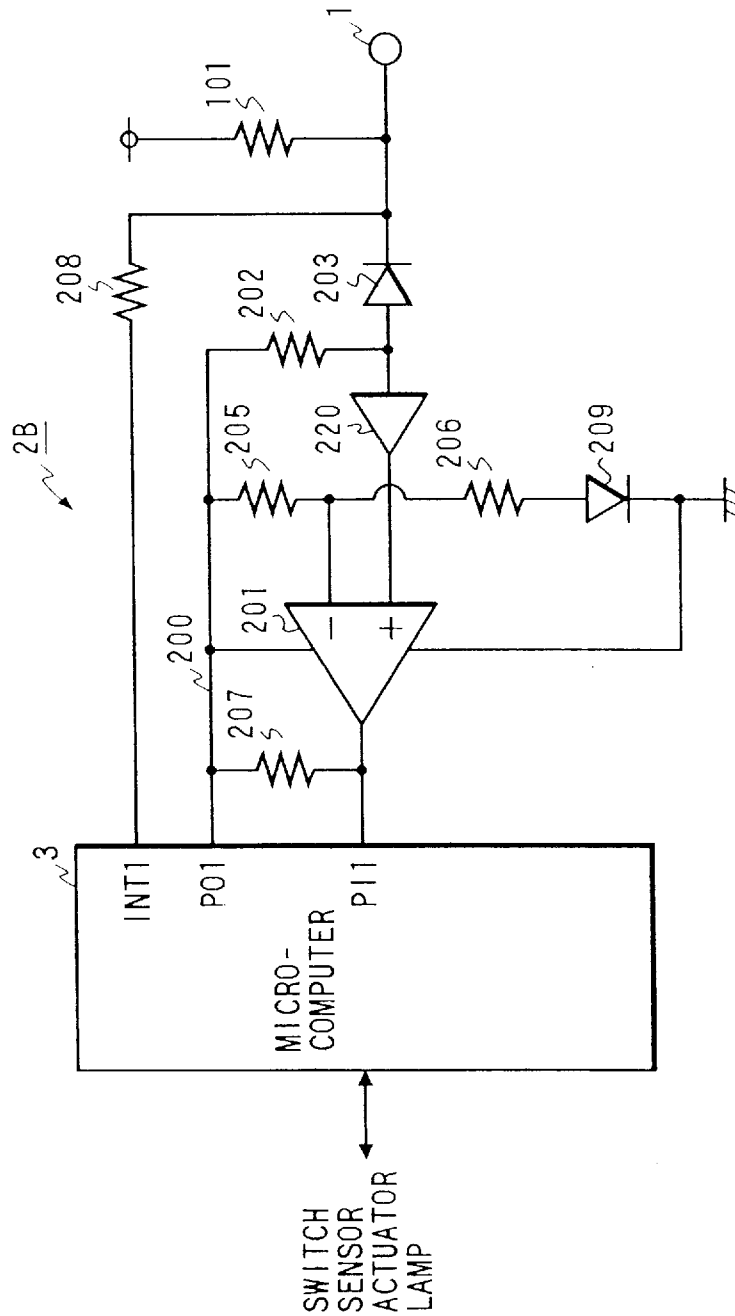 2B
1
101
208
202
203
205
220
206
209
200
201
−
+
207
3
INT1
PO1
PI1
MICRO-
COMPUTER
SWITCH
SENSOR
ACTUATOR
LAMP